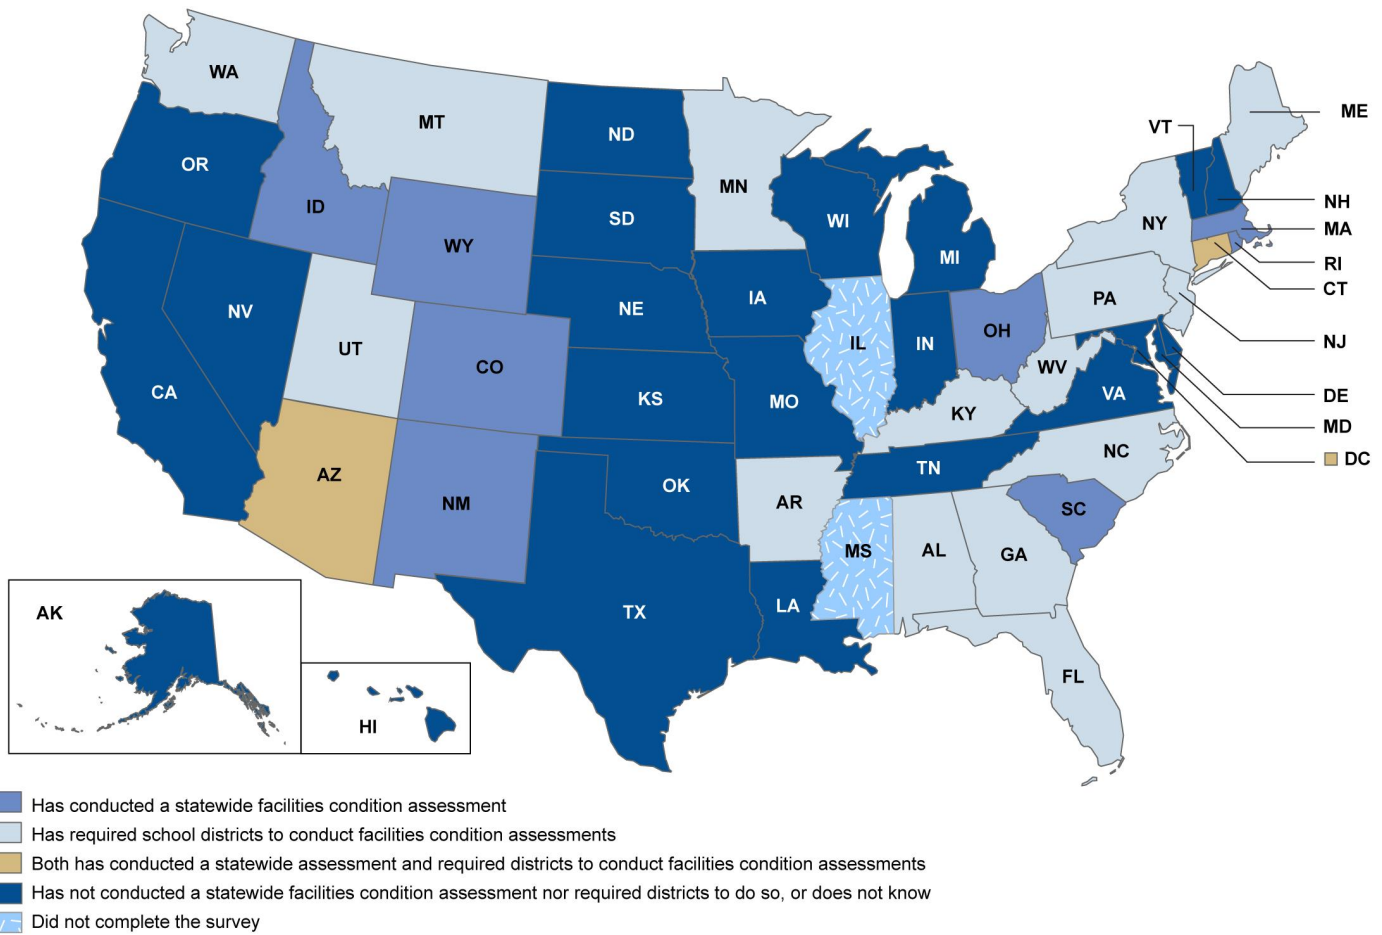 WA
MT
ND
MN
OR
ID
WY
SD
WI
MI
VT
ME
NH
MA
RI
CT
NY
NV
UT
CO
NE
IA
IL
IN
OH
PA
NJ
CA
KS
MO
KY
WV
VA
DE
MD
DC
AZ
NM
OK
AR
TN
NC
SC
MS
AL
GA
TX
LA
FL
AK
HI
Has conducted a statewide facilities condition assessment
Has required school districts to conduct facilities condition assessments
Both has conducted a statewide assessment and required districts to conduct facilities condition assessments
Has not conducted a statewide facilities condition assessment nor required districts to do so, or does not know
Did not complete the survey